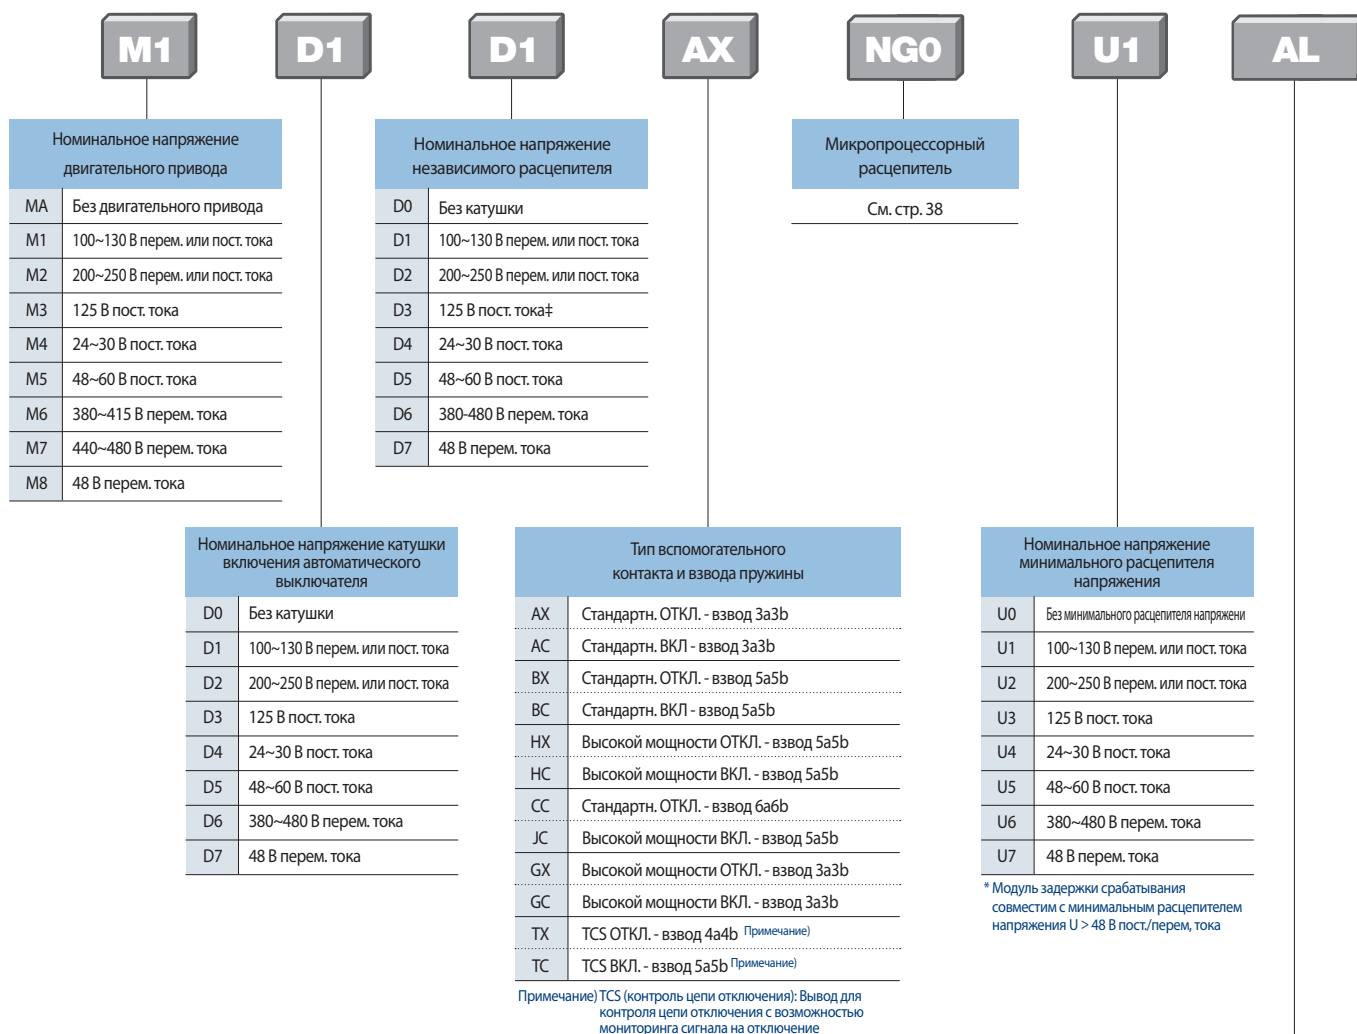 M1 D1 D1 AX NG0 U1 AL
Номинальное напряжение
двигательного привода
MA Без двигательного привода
M1 100~130 В перем. или пост. тока
M2 200~250 В перем. или пост. тока
M3 125 В пост. тока
M4 24~30 В пост. тока
M5 48~60 В пост. тока
M6 380~415 В перем. тока
M7 440~480 В перем. тока
M8 48 В перем. тока
Номинальное напряжение
независимого расцепителя
D0 Без катушки
D1 100~130 В перем. или пост. тока
D2 200~250 В перем. или пост. тока
D3 125 В пост. тока‡
D4 24~30 В пост. тока
D5 48~60 В пост. тока
D6 380-480 В перем. тока
D7 48 В перем. тока
Микропроцессорный
расцепитель
См. стр. 38
Номинальное напряжение катушки
включения автоматического
выключателя
D0 Без катушки
D1 100~130 В перем. или пост. тока
D2 200~250 В перем. или пост. тока
D3 125 В пост. тока
D4 24~30 В пост. тока
D5 48~60 В пост. тока
D6 380~480 В перем. тока
D7 48 В перем. тока
Тип вспомогательного
контакта и взвода пружины
AX Стандартн. ОТКЛ. - взвод 3a3b
AC Стандартн. ВКЛ - взвод 3a3b
BX Стандартн. ОТКЛ. - взвод 5a5b
BC Стандартн. ВКЛ - взвод 5a5b
HX Высокой мощности ОТКЛ. - взвод 5a5b
HC Высокой мощности ВКЛ. - взвод 5a5b
CC Стандартн. ОТКЛ. - взвод 6a6b
JC Высокой мощности ВКЛ. - взвод 5a5b
GX Высокой мощности ОТКЛ. - взвод 3a3b
GC Высокой мощности ВКЛ. - взвод 3a3b
TX TCS ОТКЛ. - взвод 4a4b Примечание)
TC TCS ВКЛ. - взвод 5a5b Примечание)
Примечание) TCS (контроль цепи отключения): Вывод для
контроля цепи отключения с возможностью
мониторинга сигнала на отключение
Номинальное напряжение
минимального расцепителя
напряжения
U0 Без минимального расцепителя напряжени
U1 100~130 В перем. или пост. тока
U2 200~250 В перем. или пост. тока
U3 125 В пост. тока
U4 24~30 В пост. тока
U5 48~60 В пост. тока
U6 380~480 В перем. тока
U7 48 В перем. тока
* Модуль задержки срабатывания
совместим с минимальным расцепителем
напряжения U > 48 В пост./перем, тока